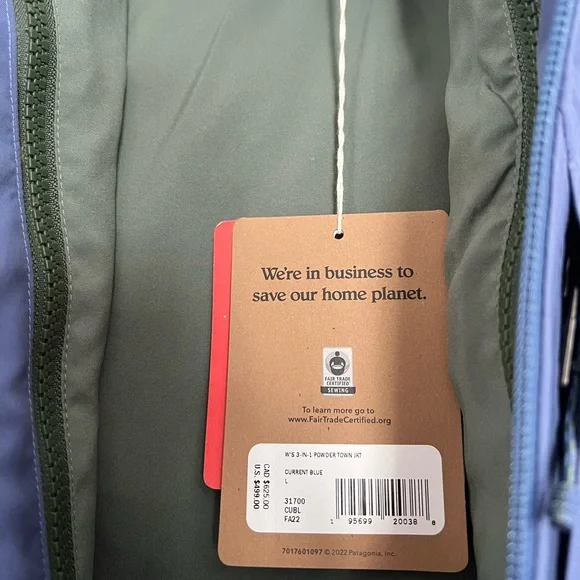 We're in business to
save our home planet.
FAIR TRADE
CERTIFIED
SEWING
To learn more go to
www.FairTradeCertified.org
W'S 3-IN-1 POWDER TOWN JKT
CURRENT BLUE
L
31700
CUBL
FA22
CAD $625.00
U.S. $499.00
1 95699 20038 8
7017601097 © 2022 Patagonia, Inc.